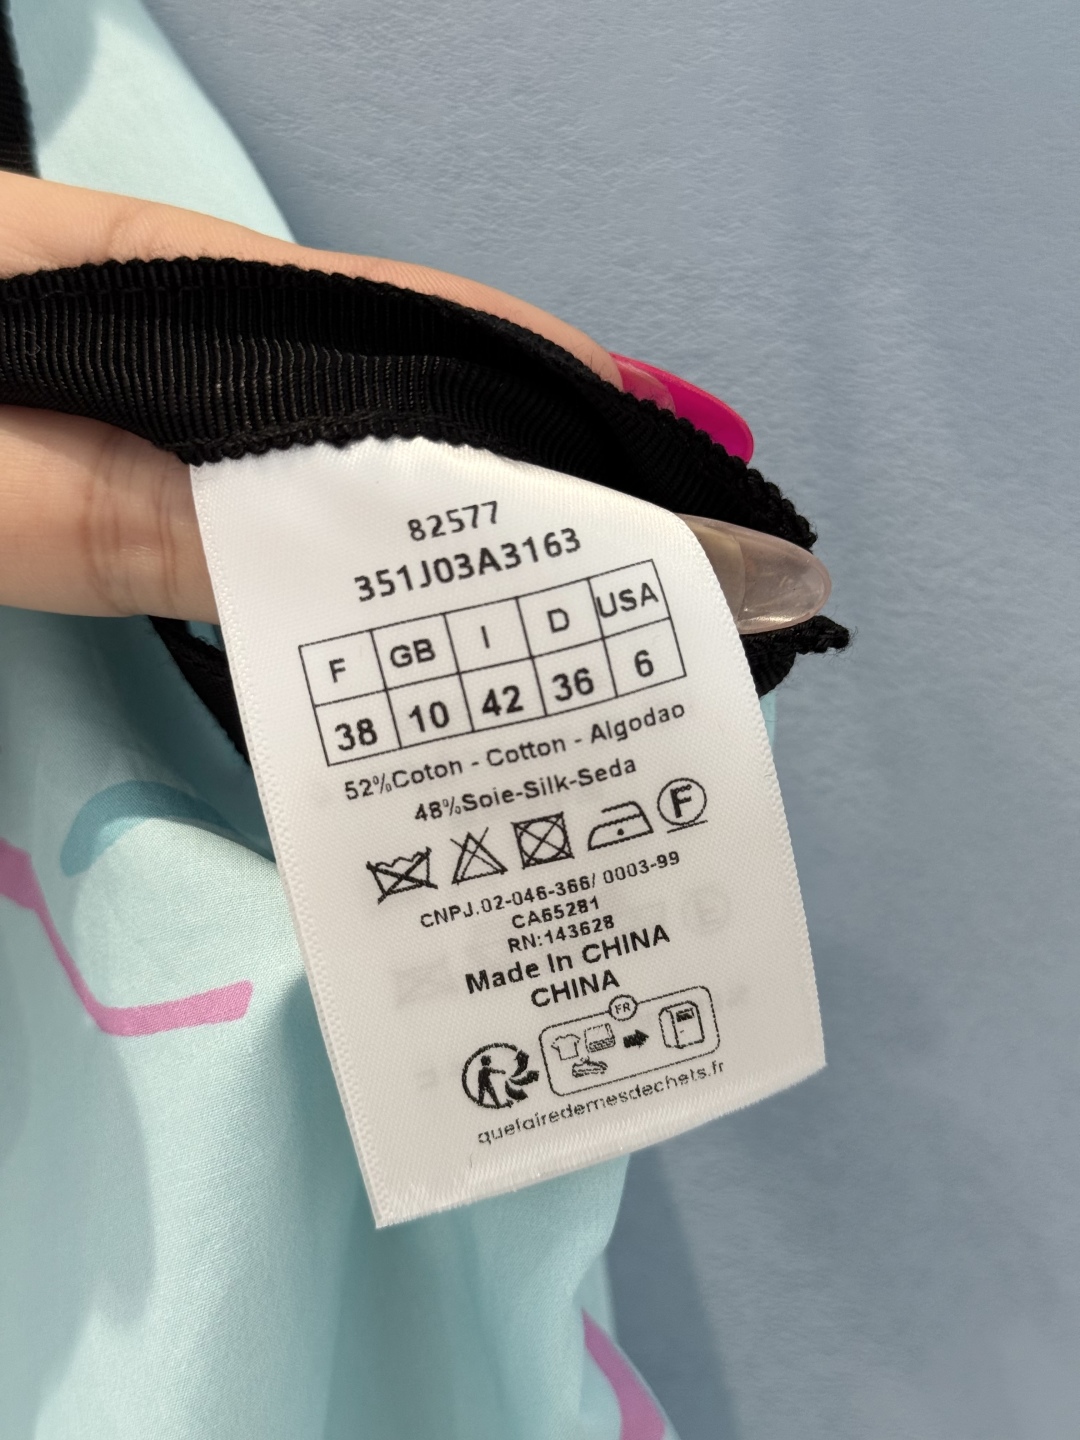 82577
351J03A3163
F GB I D USA
38 10 42 36 6
52%Coton - Cotton - Algodao
48%Soie-Silk-Seda
F
CNPJ.02-046-366/ 0003-99
CA65281
RN:143628
Made In CHINA
CHINA
FR
quefairedemesdechets.fr